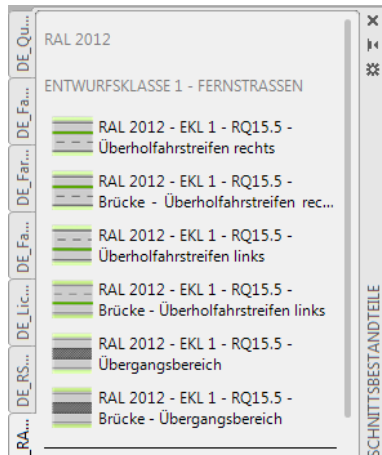 RAL 2012
ENTWURFSKLASSE 1 - FERNSTRASSEN
RAL 2012 - EKL 1 - RQ15.5 -
Überholfahrstreifen rechts
RAL 2012 - EKL 1 - RQ15.5 -
Brücke - Überholfahrstreifen rec...
RAL 2012 - EKL 1 - RQ15.5 -
Überholfahrstreifen links
RAL 2012 - EKL 1 - RQ15.5 -
Brücke - Überholfahrstreifen links
RAL 2012 - EKL 1 - RQ15.5 -
Übergangsbereich
RAL 2012 - EKL 1 - RQ15.5 -
Brücke - Übergangsbereich
DE_Qu...
DE_Fa...
DE_Far...
DE_Fa...
DE_Lic...
DE_RS...
_RA...
SCHNITTSBESTANDTEILE